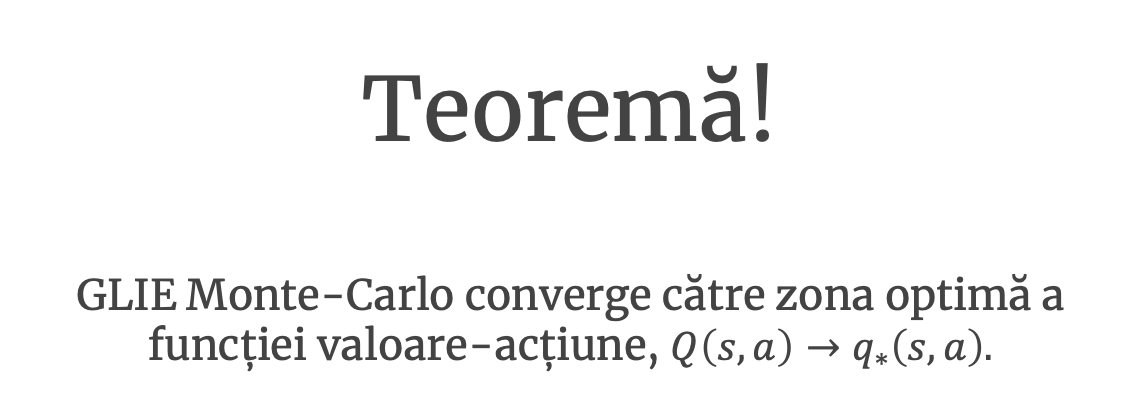 Teoremă!
GLIE Monte-Carlo converge către zona optimă a
funcției valoare-acțiune, Q(s, a) → q*(s, a).